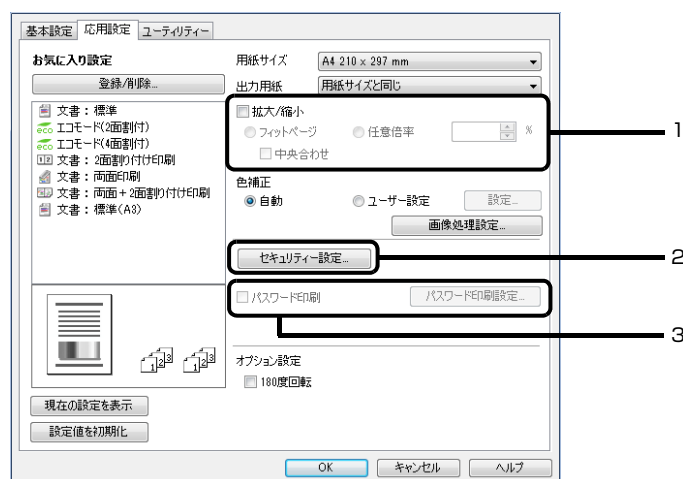 基本設定 応用設定 ユーティリティー
お気に入り設定
登録/削除...
文書：標準
eco エコモード(2面割付)
eco エコモード(4面割付)
文書：2面割り付け印刷
文書：両面印刷
文書：両面＋2面割り付け印刷
文書：標準(A3)
1 2 3 1 2 3
現在の設定を表示
設定値を初期化
用紙サイズ A4 210 x 297 mm
出力用紙 用紙サイズと同じ
拡大/縮小
フィットページ 任意倍率 %
中央合わせ
1
色補正
自動 ユーザー設定 設定...
画像処理設定...
セキュリティー設定...
2
パスワード印刷 パスワード印刷設定...
3
オプション設定
180度回転
OK キャンセル ヘルプ